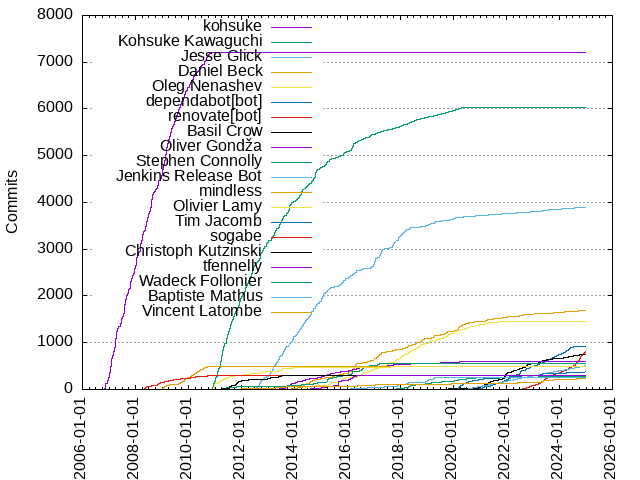 8000
7000
6000
5000
4000
3000
2000
1000
0
Commits
kohsuke
Kohsuke Kawaguchi
Jesse Glick
Daniel Beck
Oleg Nenashev
dependabot[bot]
renovate[bot]
Basil Crow
Oliver Gondža
Stephen Connolly
Jenkins Release Bot
mindless
Olivier Lamy
Tim Jacomb
sogabe
Christoph Kutzinski
tfennelly
Wadeck Follonier
Baptiste Mathus
Vincent Latombe
2006-01-01
2008-01-01
2010-01-01
2012-01-01
2014-01-01
2016-01-01
2018-01-01
2020-01-01
2022-01-01
2024-01-01
2026-01-01